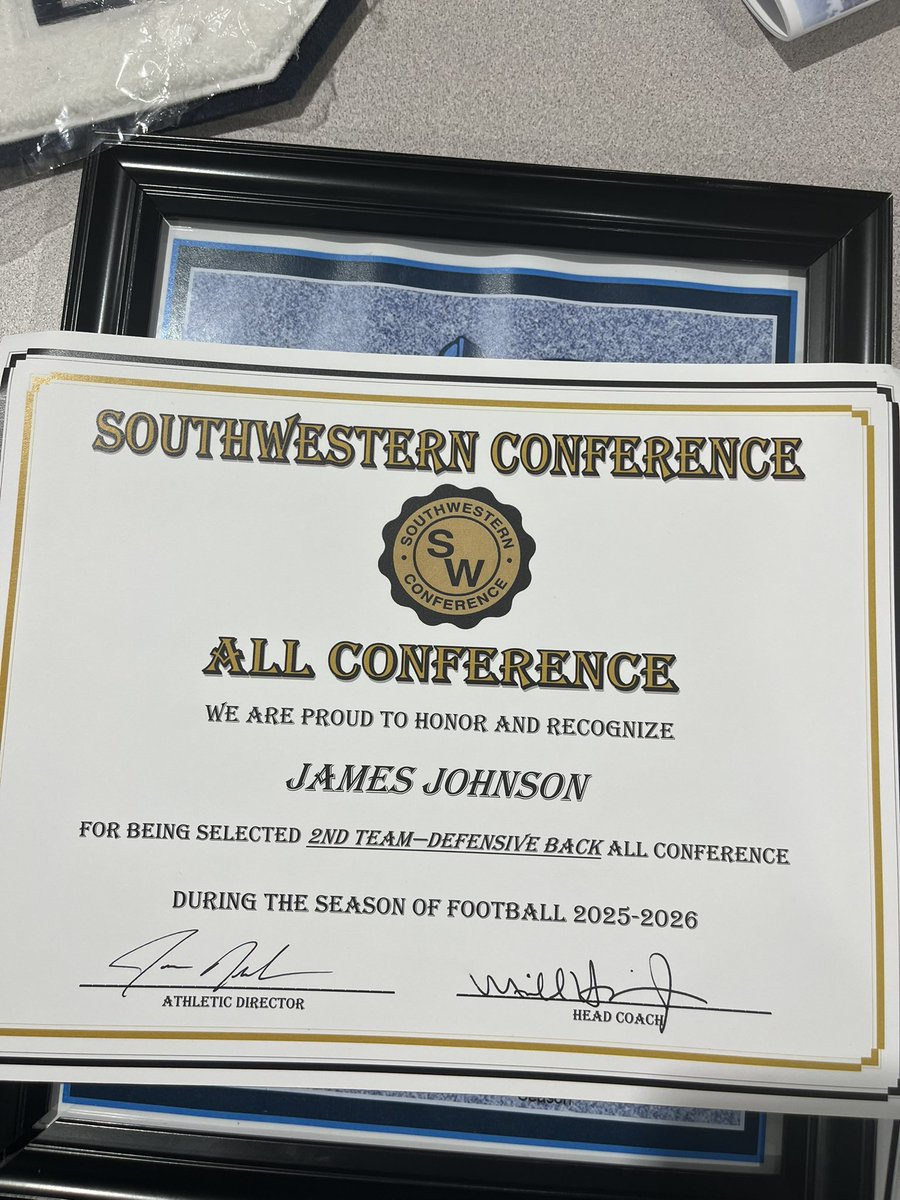 SOUTHWESTERN CONFERENCE
SOUTHWESTERN
SW
CONFERENCE
ALL CONFERENCE
WE ARE PROUD TO HONOR AND RECOGNIZE
JAMES JOHNSON
FOR BEING SELECTED 2ND TEAM—DEFENSIVE BACK ALL CONFERENCE
DURING THE SEASON OF FOOTBALL 2025-2026
ATHLETIC DIRECTOR
HEAD COACH
Season